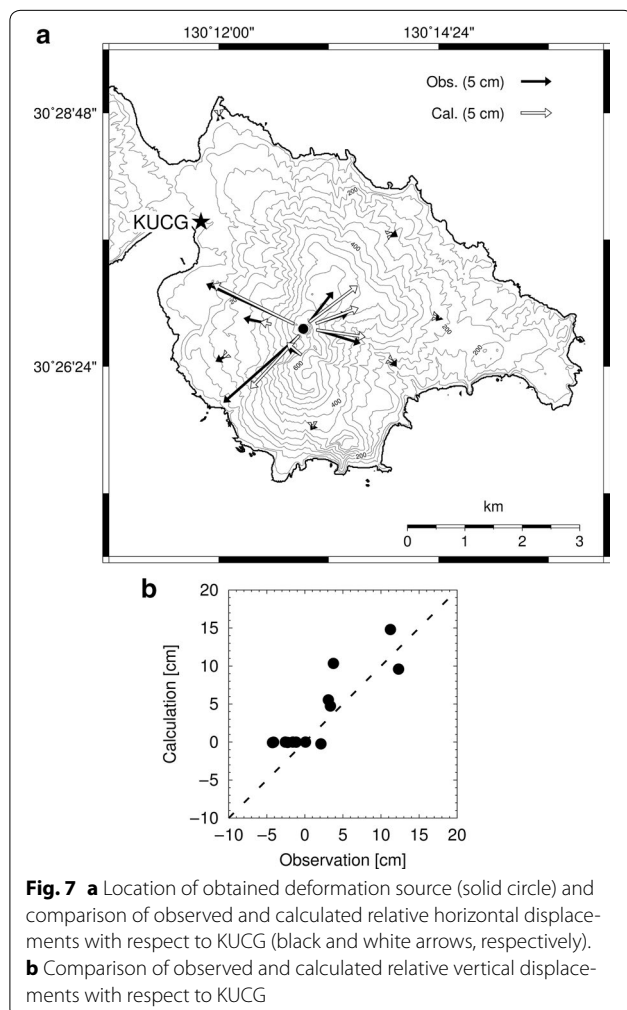 a
130˚12'00" 130˚14'24"
Obs. (5 cm)
Cal. (5 cm)
30˚28'48"
KUCG
30˚26'24"
200
400
200
200
600
400
200
km
0 1 2 3
b
20
15
10
5
0
−5
−10
Calculation [cm]
−10 −5 0 5 10 15 20
Observation [cm]
Fig. 7 a Location of obtained deformation source (solid circle) and
comparison of observed and calculated relative horizontal displace-
ments with respect to KUCG (black and white arrows, respectively).
b Comparison of observed and calculated relative vertical displace-
ments with respect to KUCG